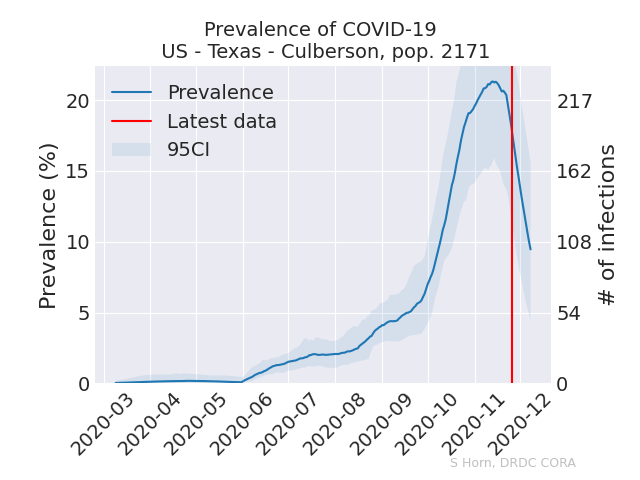 Prevalence of COVID-19
US - Texas - Culberson, pop. 2171
Prevalence
Latest data
95CI
Prevalence (%)
20
15
10
5
0
217
162
108
54
0
# of infections
2020-03
2020-04
2020-05
2020-06
2020-07
2020-08
2020-09
2020-10
2020-11
2020-12
S Horn, DRDC CORA